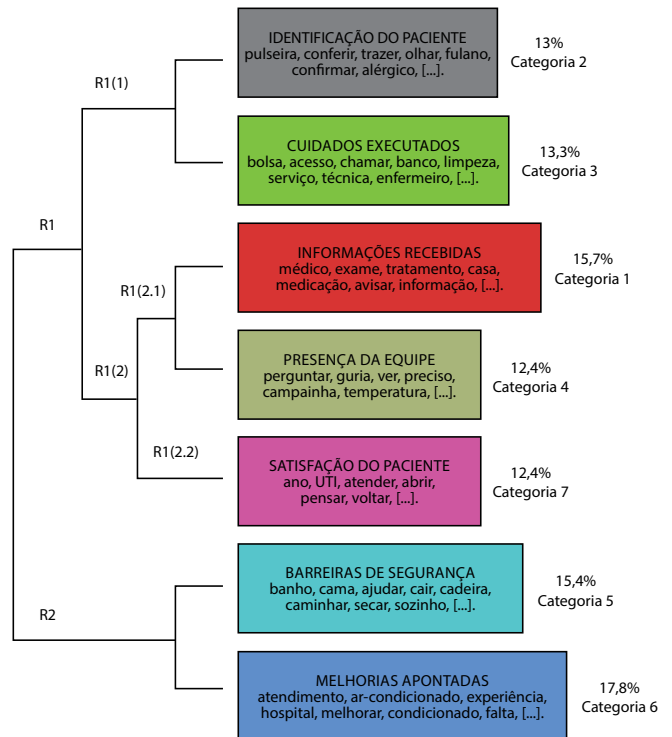 IDENTIFICAÇÃO DO PACIENTE
pulseira, conferir, trazer, olhar, fulano,
confirmar, alérgico, [...].
13%
Categoria 2
R1(1)
CUIDADOS EXECUTADOS
bolsa, acesso, chamar, banco, limpeza,
serviço, técnica, enfermeiro, [...].
13,3%
Categoria 3
R1
INFORMAÇÕES RECEBIDAS
médico, exame, tratamento, casa,
medicação, avisar, informação, [...].
15,7%
Categoria 1
R1(2.1)
PRESENÇA DA EQUIPE
perguntar, guria, ver, preciso,
campainha, temperatura, [...].
12,4%
Categoria 4
R1(2)
R1(2.2)
SATISFAÇÃO DO PACIENTE
ano, UTI, atender, abrir,
pensar, voltar, [...].
12,4%
Categoria 7
BARREIRAS DE SEGURANÇA
banho, cama, ajudar, cair, cadeira,
caminhar, secar, sozinho, [...].
15,4%
Categoria 5
R2
MELHORIAS APONTADAS
atendimento, ar-condicionado, experiência,
hospital, melhorar, condicionado, falta, [...].
17,8%
Categoria 6